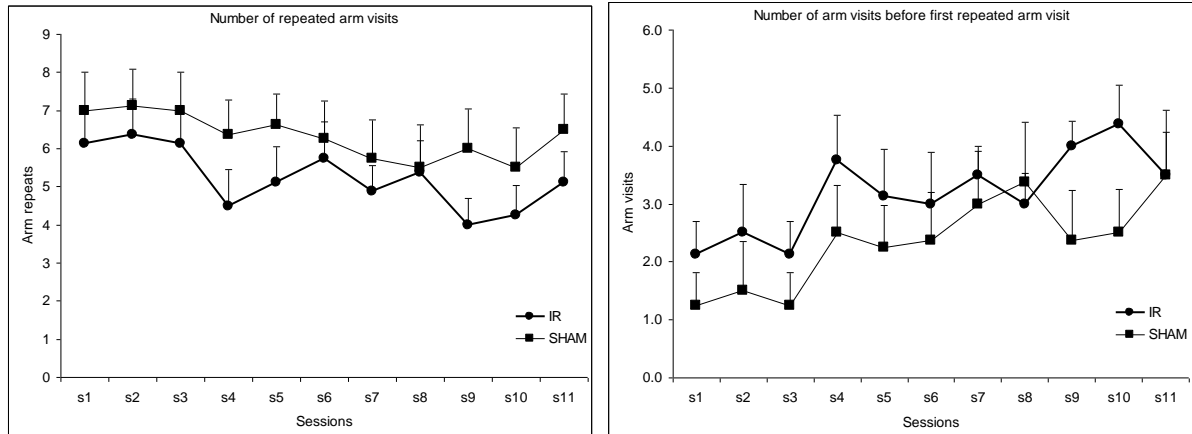 Number of repeated arm visits
9
8
7
6
5
4
3
2
1
0
Arm repeats
IR
SHAM
s1 s2 s3 s4 s5 s6 s7 s8 s9 s10 s11
Sessions
Number of arm visits before first repeated arm visit
6.0
5.0
4.0
3.0
2.0
1.0
0.0
Arm visits
IR
SHAM
s1 s2 s3 s4 s5 s6 s7 s8 s9 s10 s11
Sessions